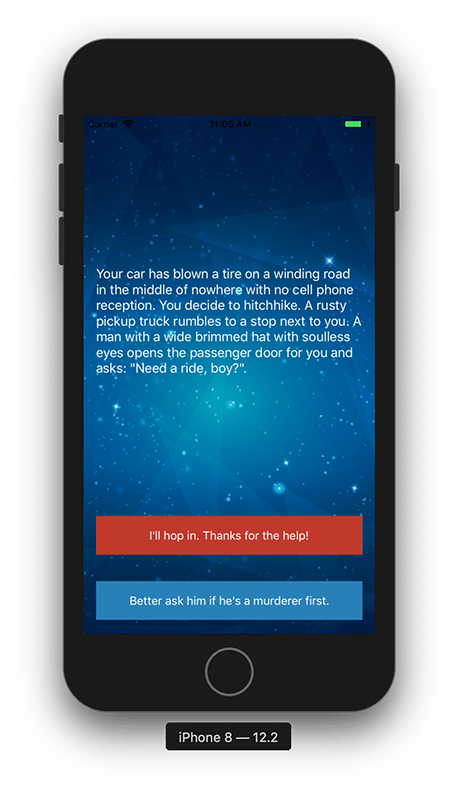 Carrier 11:05 AM
Your car has blown a tire on a winding road
in the middle of nowhere with no cell phone
reception. You decide to hitchhike. A rusty
pickup truck rumbles to a stop next to you. A
man with a wide brimmed hat with soulless
eyes opens the passenger door for you and
asks: "Need a ride, boy?".
I'll hop in. Thanks for the help!
Better ask him if he's a murderer first.
iPhone 8 — 12.2